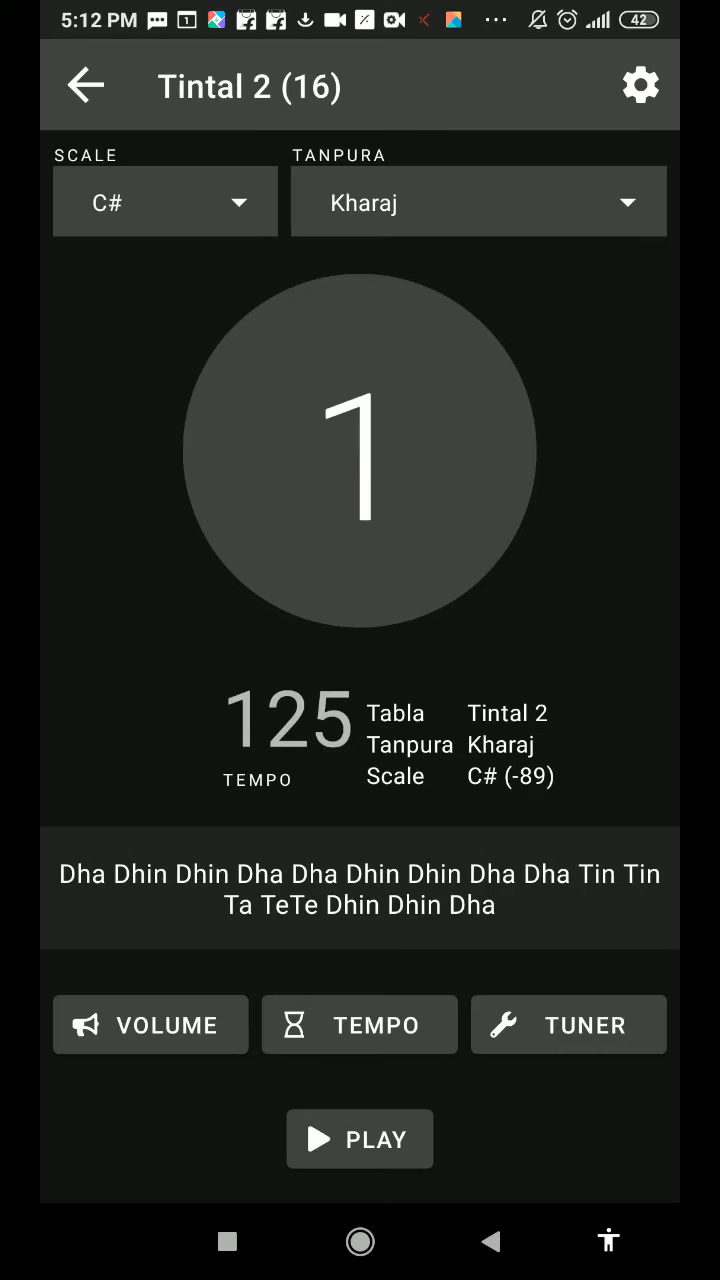 5:12 PM 42
Tintal 2 (16)
SCALE TANPURA
C# Kharaj
1
125
TEMPO
Tabla Tintal 2
Tanpura Kharaj
Scale C# (-89)
Dha Dhin Dhin Dha Dha Dhin Dhin Dha Dha Tin Tin
Ta TeTe Dhin Dhin Dha
VOLUME TEMPO TUNER
PLAY